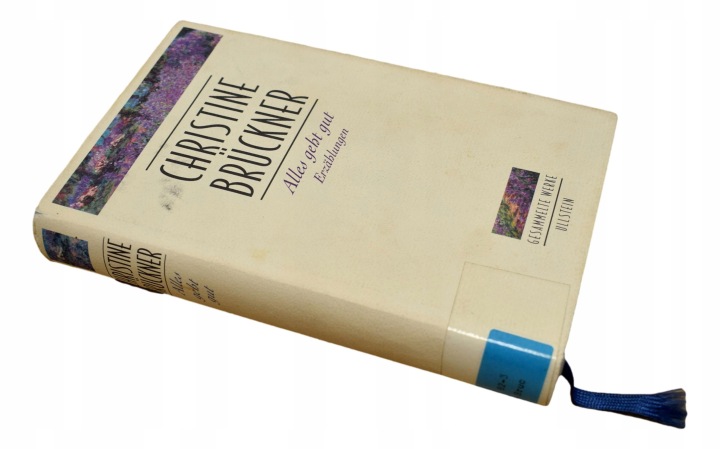 CHRISTINE
BRÜCKNER
Alles geht gut
Erzählungen
GESAMMELTE WERKE
ULLSTEIN
CHRISTINE
BRÜCKNER
Alles
geht
gut